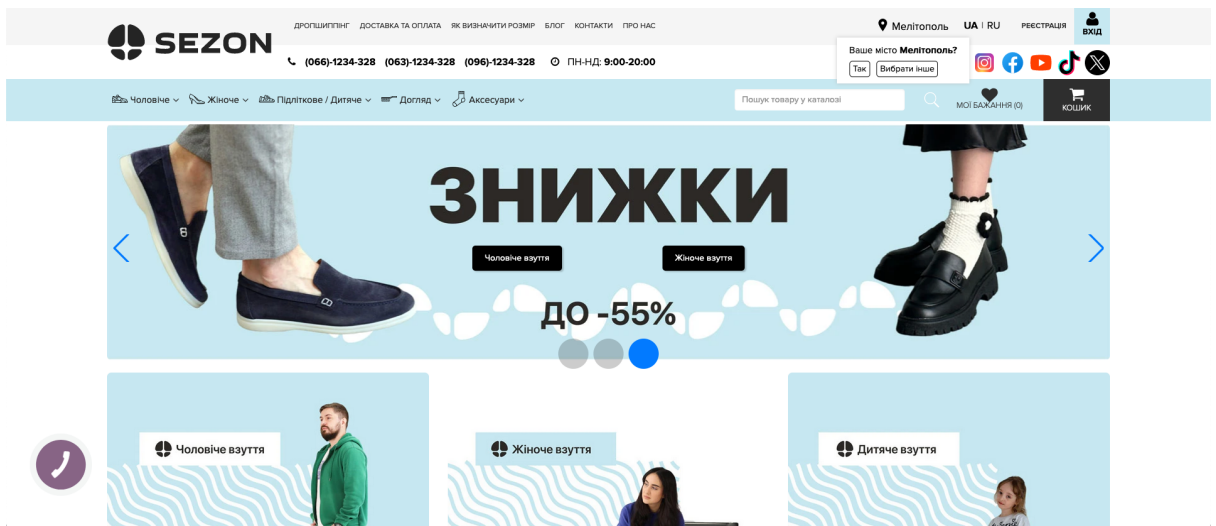 ДРОПШИППІНГ ДОСТАВКА ТА ОПЛАТА ЯК ВИЗНАЧИТИ РОЗМІР БЛОГ КОНТАКТИ ПРО НАС
Мелітополь UA | RU РЕЄСТРАЦІЯ ВХІД
SEZON
(066)-1234-328 (063)-1234-328 (096)-1234-328 ПН-НД: 9:00-20:00
Ваше місто Мелітополь?
Так Вибрати інше
Чоловіче Жіноче Підліткове / Дитяче Догляд Аксесуари
Пошук товару у каталозі
МОЇ БАЖАННЯ (0)
КОШИК
ЗНИЖКИ
Чоловіче взуття Жіноче взуття
ДО -55%
Чоловіче взуття Жіноче взуття Дитяче взуття